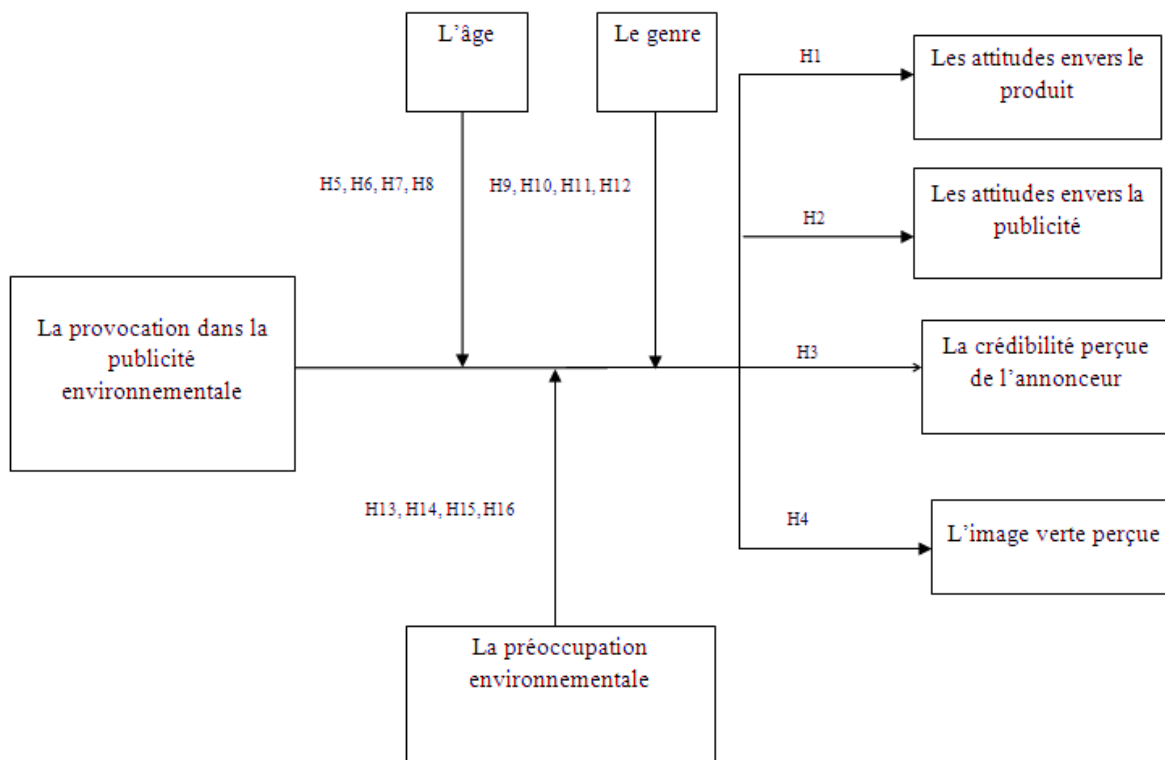 L'âge
Le genre
H1
Les attitudes envers le
produit
H5, H6, H7, H8
H9, H10, H11, H12
H2
Les attitudes envers la
publicité
La provocation dans la
publicité
environnementale
H3
La crédibilité perçue
de l'annonceur
H13, H14, H15, H16
H4
L'image verte perçue
La préoccupation
environnementale